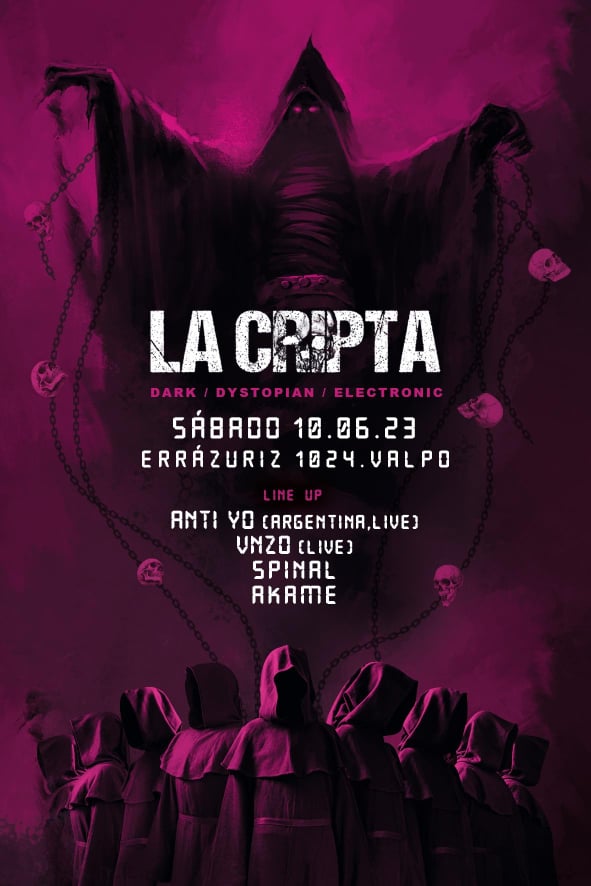 LA CRIPTA
DARK / DYSTOPIAN / ELECTRONIC
SÁBADO 10.06.23
ERRÁZURIZ 1024.VALPO
LINE UP
ANTI YO (ARGENTINA,LIVE)
VNZO (LIVE)
SPINAL
AKAME